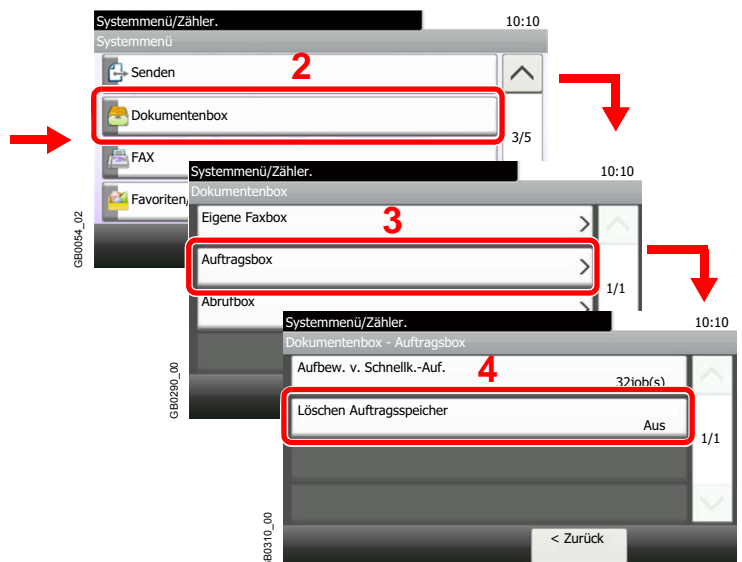 Systemmenü/Zähler. 10:10
Systemmenü
2
Senden
Dokumentenbox
3/5
FAX
Favoriten/
GB0054_02
Systemmenü/Zähler. 10:10
Dokumentenbox
3
Eigene Faxbox
Auftragsbox
1/1
Abrufbox
GB0290_00
Systemmenü/Zähler. 10:10
Dokumentenbox - Auftragsbox
Aufbew. v. Schnellk.-Auf. 4
32job(s)
Löschen Auftragsspeicher
Aus
1/1
< Zurück
GB0310_00